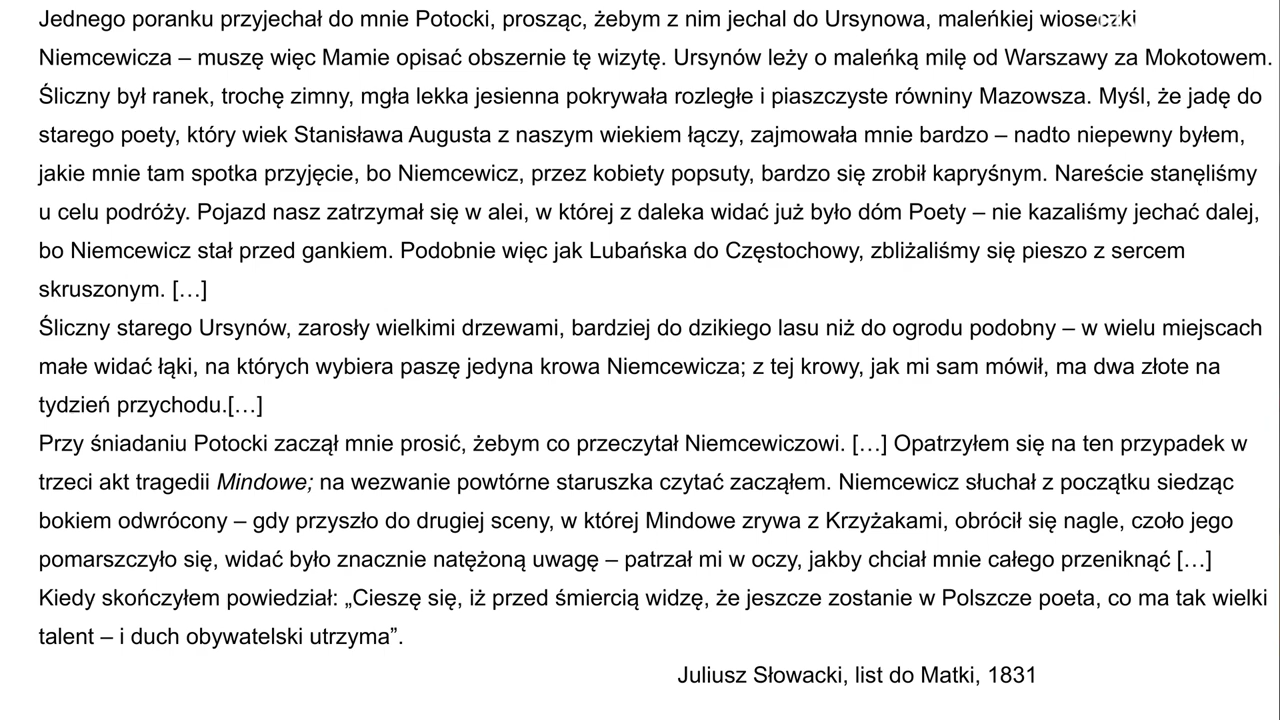 Jednego poranku przyjechał do mnie Potocki, prosząc, żebym z nim jechal do Ursynowa, maleńkiej wioseczki
Niemcewicza – muszę więc Mamie opisać obszernie tę wizytę. Ursynów leży o maleńką milę od Warszawy za Mokotowem.
Śliczny był ranek, trochę zimny, mgła lekka jesienna pokrywała rozległe i piaszczyste równiny Mazowsza. Myśl, że jadę do
starego poety, który wiek Stanisława Augusta z naszym wiekiem łączy, zajmowała mnie bardzo – nadto niepewny byłem,
jakie mnie tam spotka przyjęcie, bo Niemcewicz, przez kobiety popsuty, bardzo się zrobił kapryśnym. Nareście stanęliśmy
u celu podróży. Pojazd nasz zatrzymał się w alei, w której z daleka widać już było dóm Poety – nie kazaliśmy jechać dalej,
bo Niemcewicz stał przed gankiem. Podobnie więc jak Lubańska do Częstochowy, zbliżaliśmy się pieszo z sercem
skruszonym. […]
Śliczny starego Ursynów, zarosły wielkimi drzewami, bardziej do dzikiego lasu niż do ogrodu podobny – w wielu miejscach
małe widać łąki, na których wybiera paszę jedyna krowa Niemcewicza; z tej krowy, jak mi sam mówił, ma dwa złote na
tydzień przychodu.[…]
Przy śniadaniu Potocki zaczął mnie prosić, żebym co przeczytał Niemcewiczowi. […] Opatrzyłem się na ten przypadek w
trzeci akt tragedii Mindowe; na wezwanie powtórne staruszka czytać zacząłem. Niemcewicz słuchał z początku siedząc
bokiem odwrócony – gdy przyszło do drugiej sceny, w której Mindowe zrywa z Krzyżakami, obrócił się nagle, czoło jego
pomarszczyło się, widać było znacznie natężoną uwagę – patrzał mi w oczy, jakby chciał mnie całego przeniknąć […]
Kiedy skończyłem powiedział: „Cieszę się, iż przed śmiercią widzę, że jeszcze zostanie w Polszcze poeta, co ma tak wielki
talent – i duch obywatelski utrzyma”.
Juliusz Słowacki, list do Matki, 1831